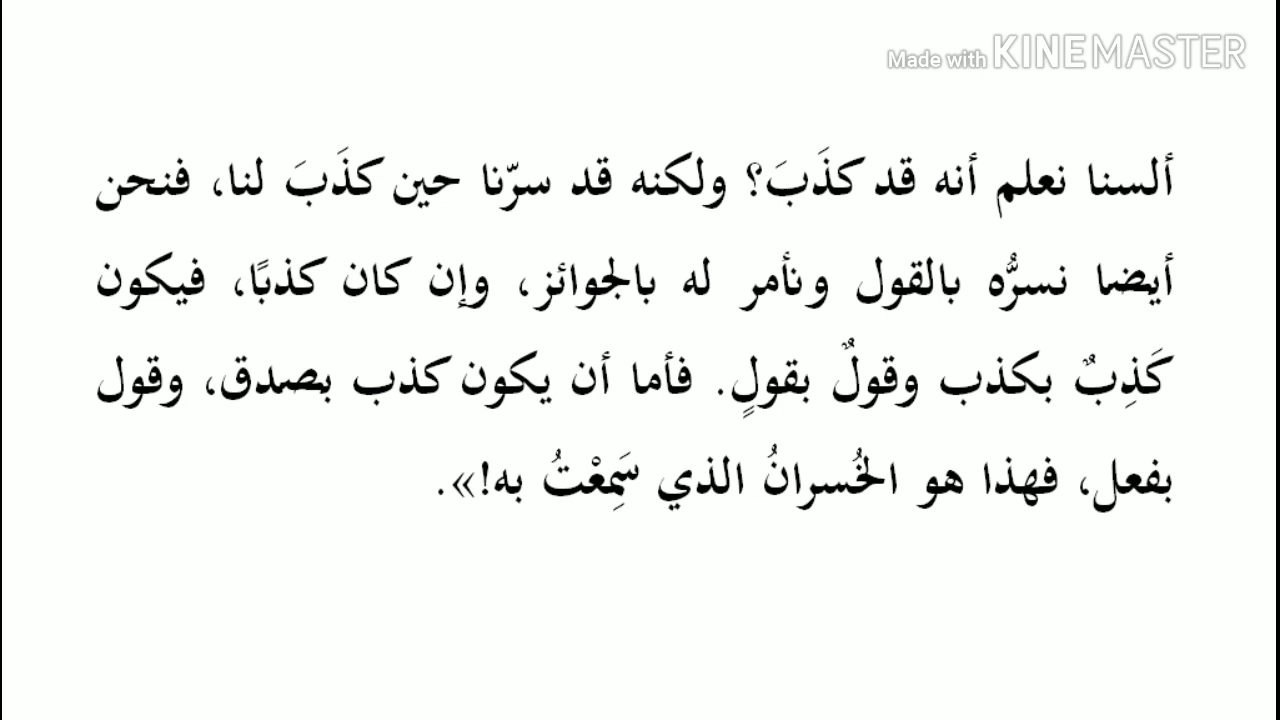 Made with KINEMASTER
ألسنا نعلم أنه قد كذَبَ؟ ولكنه قد سرّنا حين كذَبَ لنا، فنحن
أيضا نسرُّه بالقول ونأمر له بالجوائز، وإن كان كذبًا، فيكون
كَذِبٌ بكذب وقولٌ بقولٍ. فأما أن يكون كذب بصدق، وقول
بفعل، فهذا هو الخُسرانُ الذي سَمِعْتُ به!».